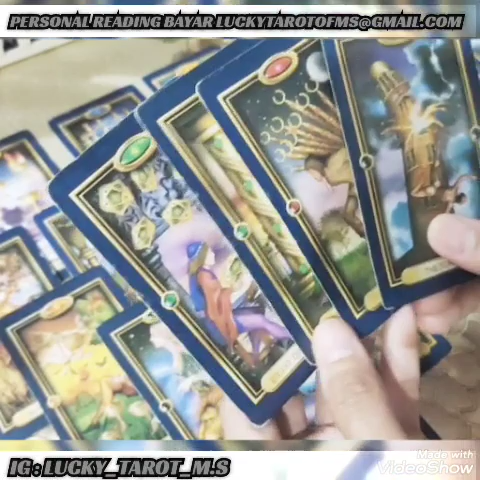 PERSONAL READING BAYAR LUCKYTAROTOFMS@GMAIL.COM
IG : LUCKY_TAROT_M.S
Made with
VideoShow